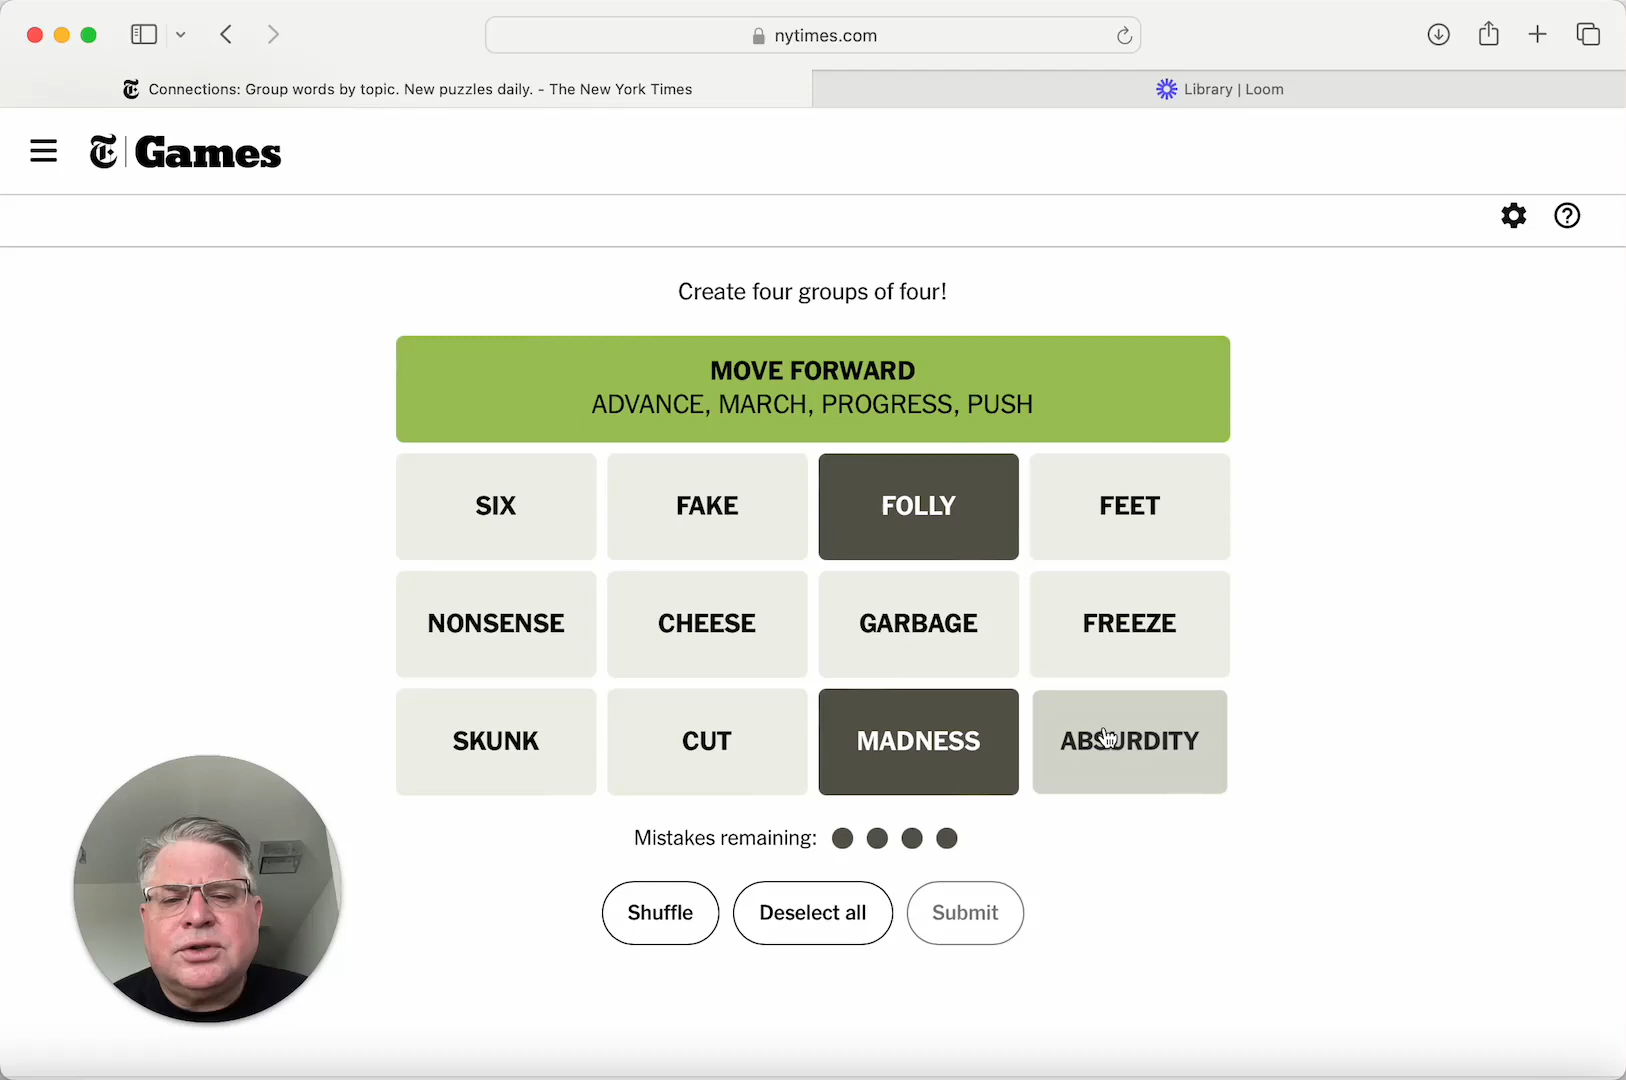 nytimes.com
Connections: Group words by topic. New puzzles daily. - The New York Times
Library | Loom
T | Games
Create four groups of four!
MOVE FORWARD
ADVANCE, MARCH, PROGRESS, PUSH
SIX FAKE FOLLY FEET
NONSENSE CHEESE GARBAGE FREEZE
SKUNK CUT MADNESS ABSURDITY
Mistakes remaining:
Shuffle Deselect all Submit